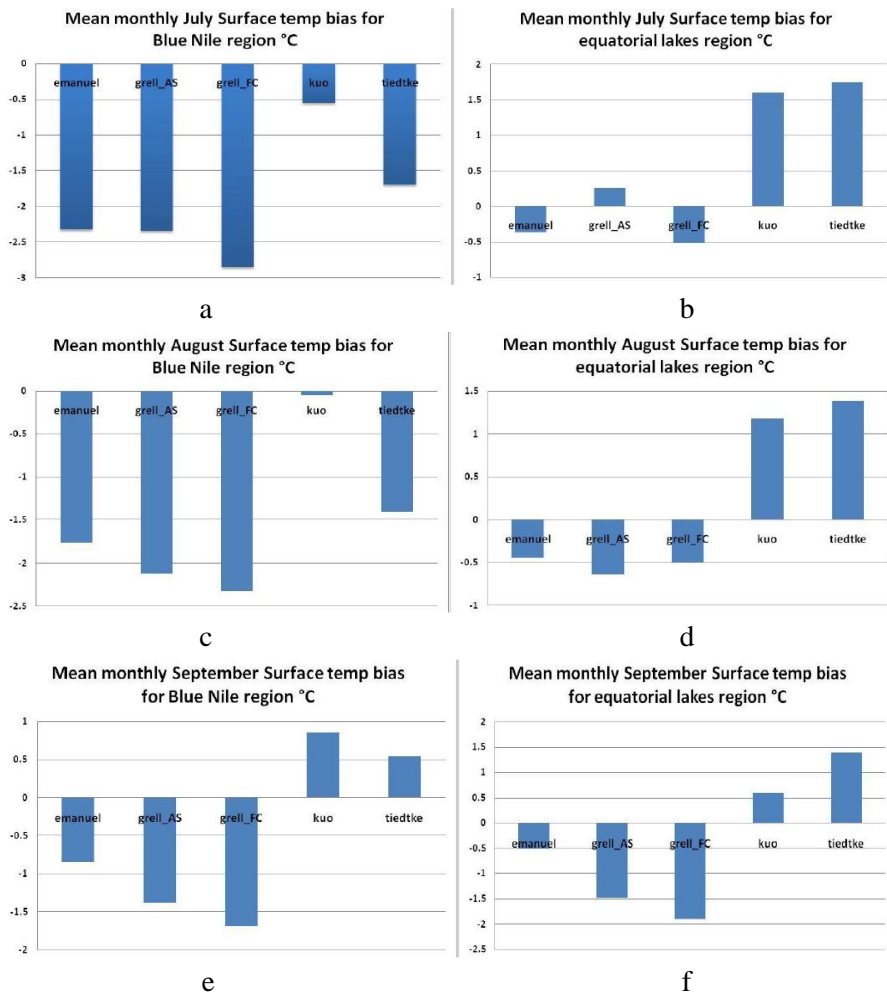 Mean monthly July Surface temp bias for
Blue Nile region °C
0
-0.5
-1
-1.5
-2
-2.5
-3
emanuel grell_AS grell_FC kuo tiedtke
a
Mean monthly July Surface temp bias for
equatorial lakes region °C
2
1.5
1
0.5
0
-0.5
-1
emanuel grell_AS grell_FC kuo tiedtke
b
Mean monthly August Surface temp bias for
Blue Nile region °C
0
-0.5
-1
-1.5
-2
-2.5
emanuel grell_AS grell_FC kuo tiedtke
c
Mean monthly August Surface temp bias for
equatorial lakes region °C
1.5
1
0.5
0
-0.5
-1
emanuel grell_AS grell_FC kuo tiedtke
d
Mean monthly September Surface temp bias
for Blue Nile region °C
1
0.5
0
-0.5
-1
-1.5
-2
emanuel grell_AS grell_FC kuo tiedtke
e
Mean monthly September Surface temp bias
for equatorial lakes region °C
2
1.5
1
0.5
0
-0.5
-1
-1.5
-2
-2.5
emanuel grell_AS grell_FC kuo tiedtke
f